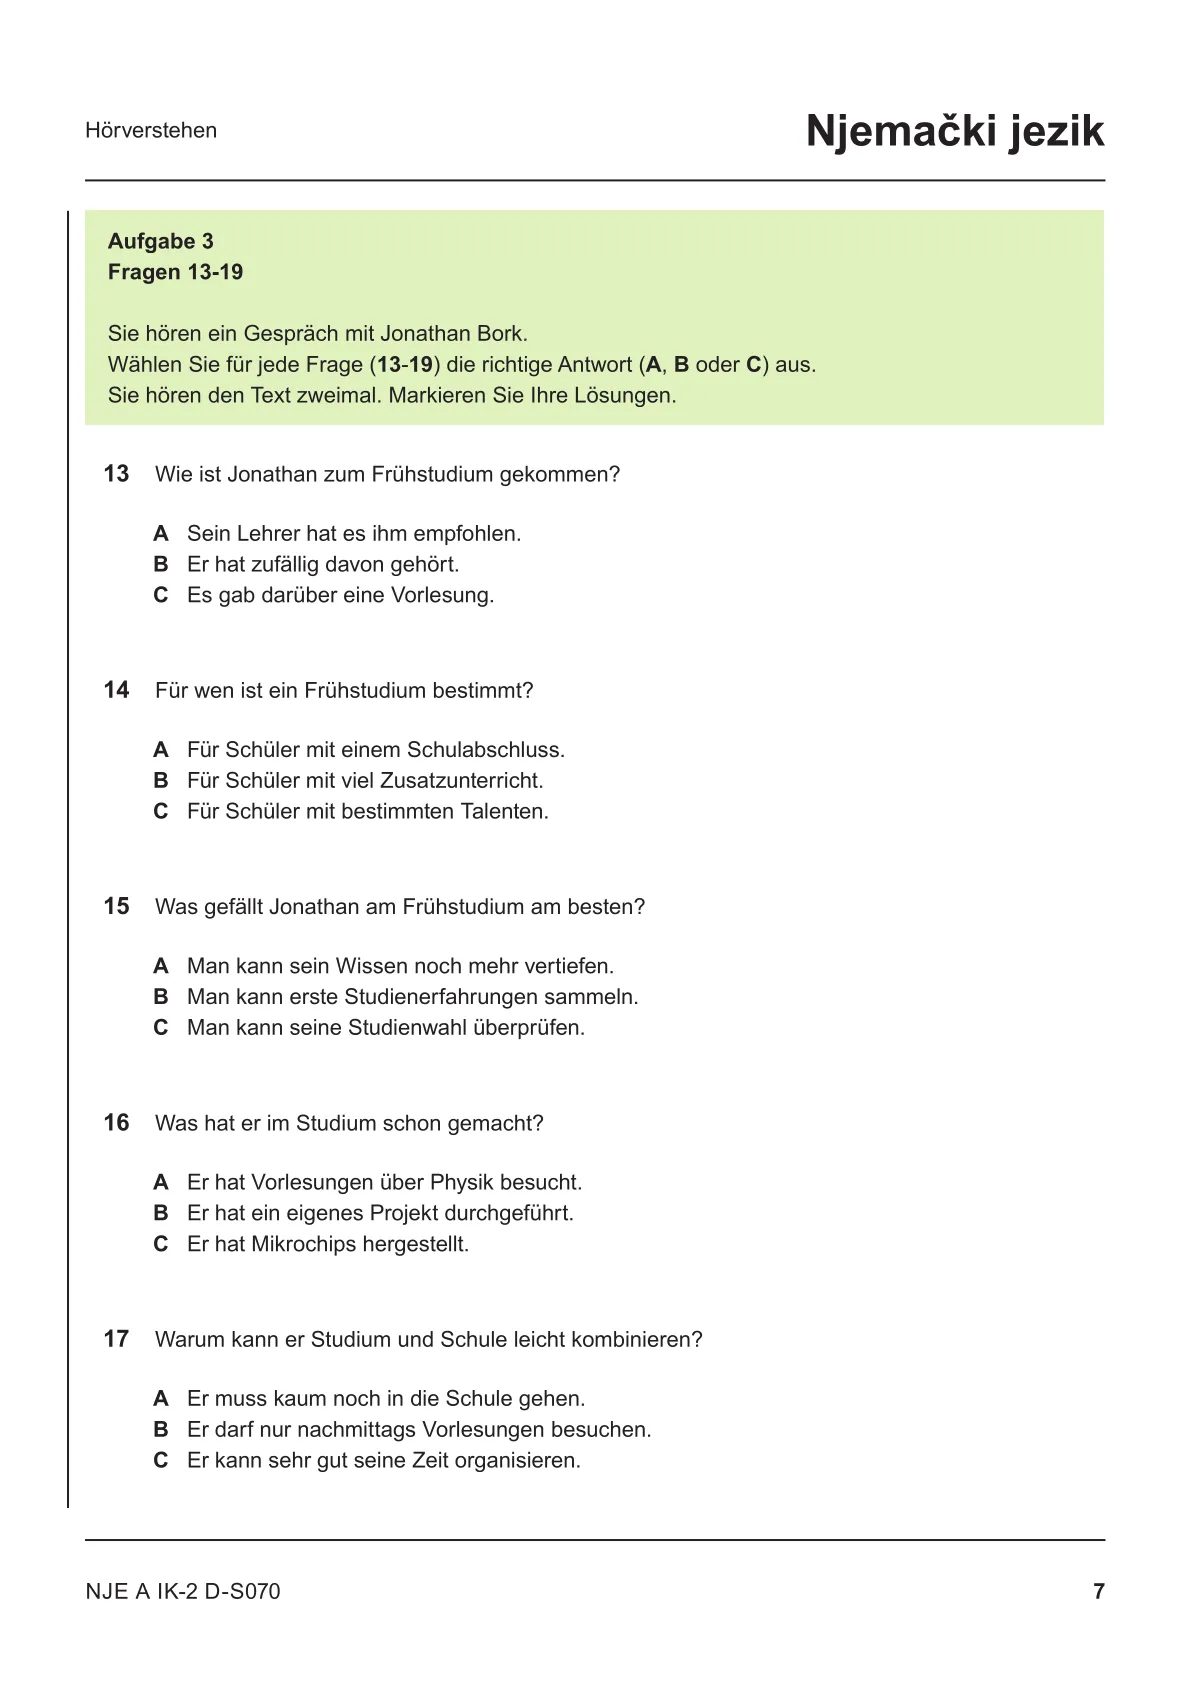 Hörverstehen
Njemački jezik
Aufgabe 3
Fragen 13-19
Sie hören ein Gespräch mit Jonathan Bork.
Wählen Sie für jede Frage (13-19) die richtige Antwort (A, B oder C) aus.
Sie hören den Text zweimal. Markieren Sie Ihre Lösungen.
13 Wie ist Jonathan zum Frühstudium gekommen?
A Sein Lehrer hat es ihm empfohlen.
B Er hat zufällig davon gehört.
C Es gab darüber eine Vorlesung.
14 Für wen ist ein Frühstudium bestimmt?
A Für Schüler mit einem Schulabschluss.
B Für Schüler mit viel Zusatzunterricht.
C Für Schüler mit bestimmten Talenten.
15 Was gefällt Jonathan am Frühstudium am besten?
A Man kann sein Wissen noch mehr vertiefen.
B Man kann erste Studienerfahrungen sammeln.
C Man kann seine Studienwahl überprüfen.
16 Was hat er im Studium schon gemacht?
A Er hat Vorlesungen über Physik besucht.
B Er hat ein eigenes Projekt durchgeführt.
C Er hat Mikrochips hergestellt.
17 Warum kann er Studium und Schule leicht kombinieren?
A Er muss kaum noch in die Schule gehen.
B Er darf nur nachmittags Vorlesungen besuchen.
C Er kann sehr gut seine Zeit organisieren.
NJE A IK-2 D-S070
7